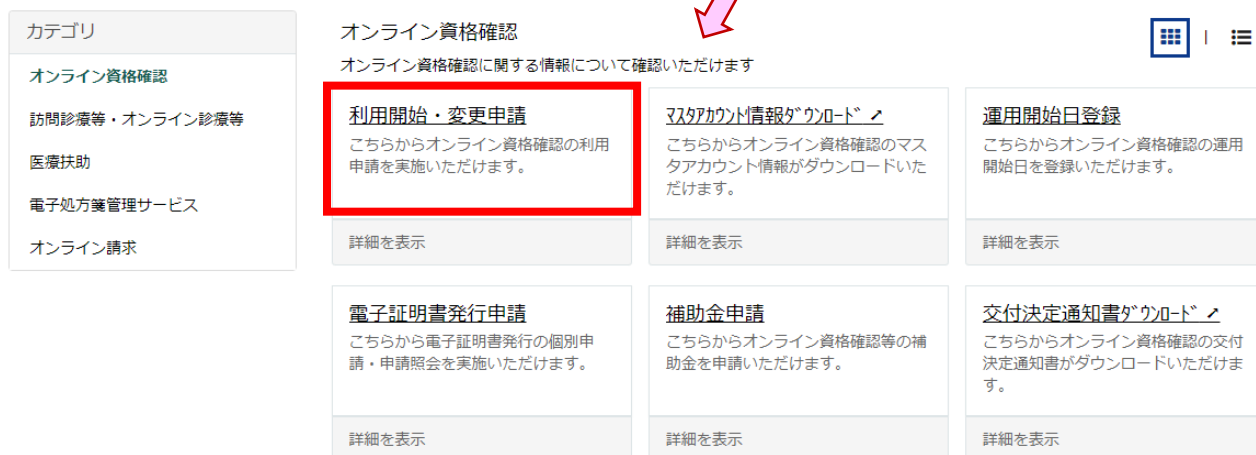 カテゴリ
オンライン資格確認
訪問診療等・オンライン診療等
医療扶助
電子処方箋管理サービス
オンライン請求
オンライン資格確認
オンライン資格確認に関する情報について確認いただけます
利用開始・変更申請
こちらからオンライン資格確認の利用
申請を実施いただけます。
詳細を表示
ﾏｽﾀｱｶｳﾝﾄ情報ﾀﾞｳﾝﾛｰﾄﾞ
こちらからオンライン資格確認のマス
タアカウント情報がダウンロードいた
だけます。
詳細を表示
運用開始日登録
こちらからオンライン資格確認の運用
開始日を登録いただけます。
詳細を表示
電子証明書発行申請
こちらから電子証明書発行の個別申
請・申請照会を実施いただけます。
詳細を表示
補助金申請
こちらからオンライン資格確認等の補
助金を申請いただけます。
詳細を表示
交付決定通知書ﾀﾞｳﾝﾛｰﾄﾞ
こちらからオンライン資格確認の交付
決定通知書がダウンロードいただけま
す。
詳細を表示